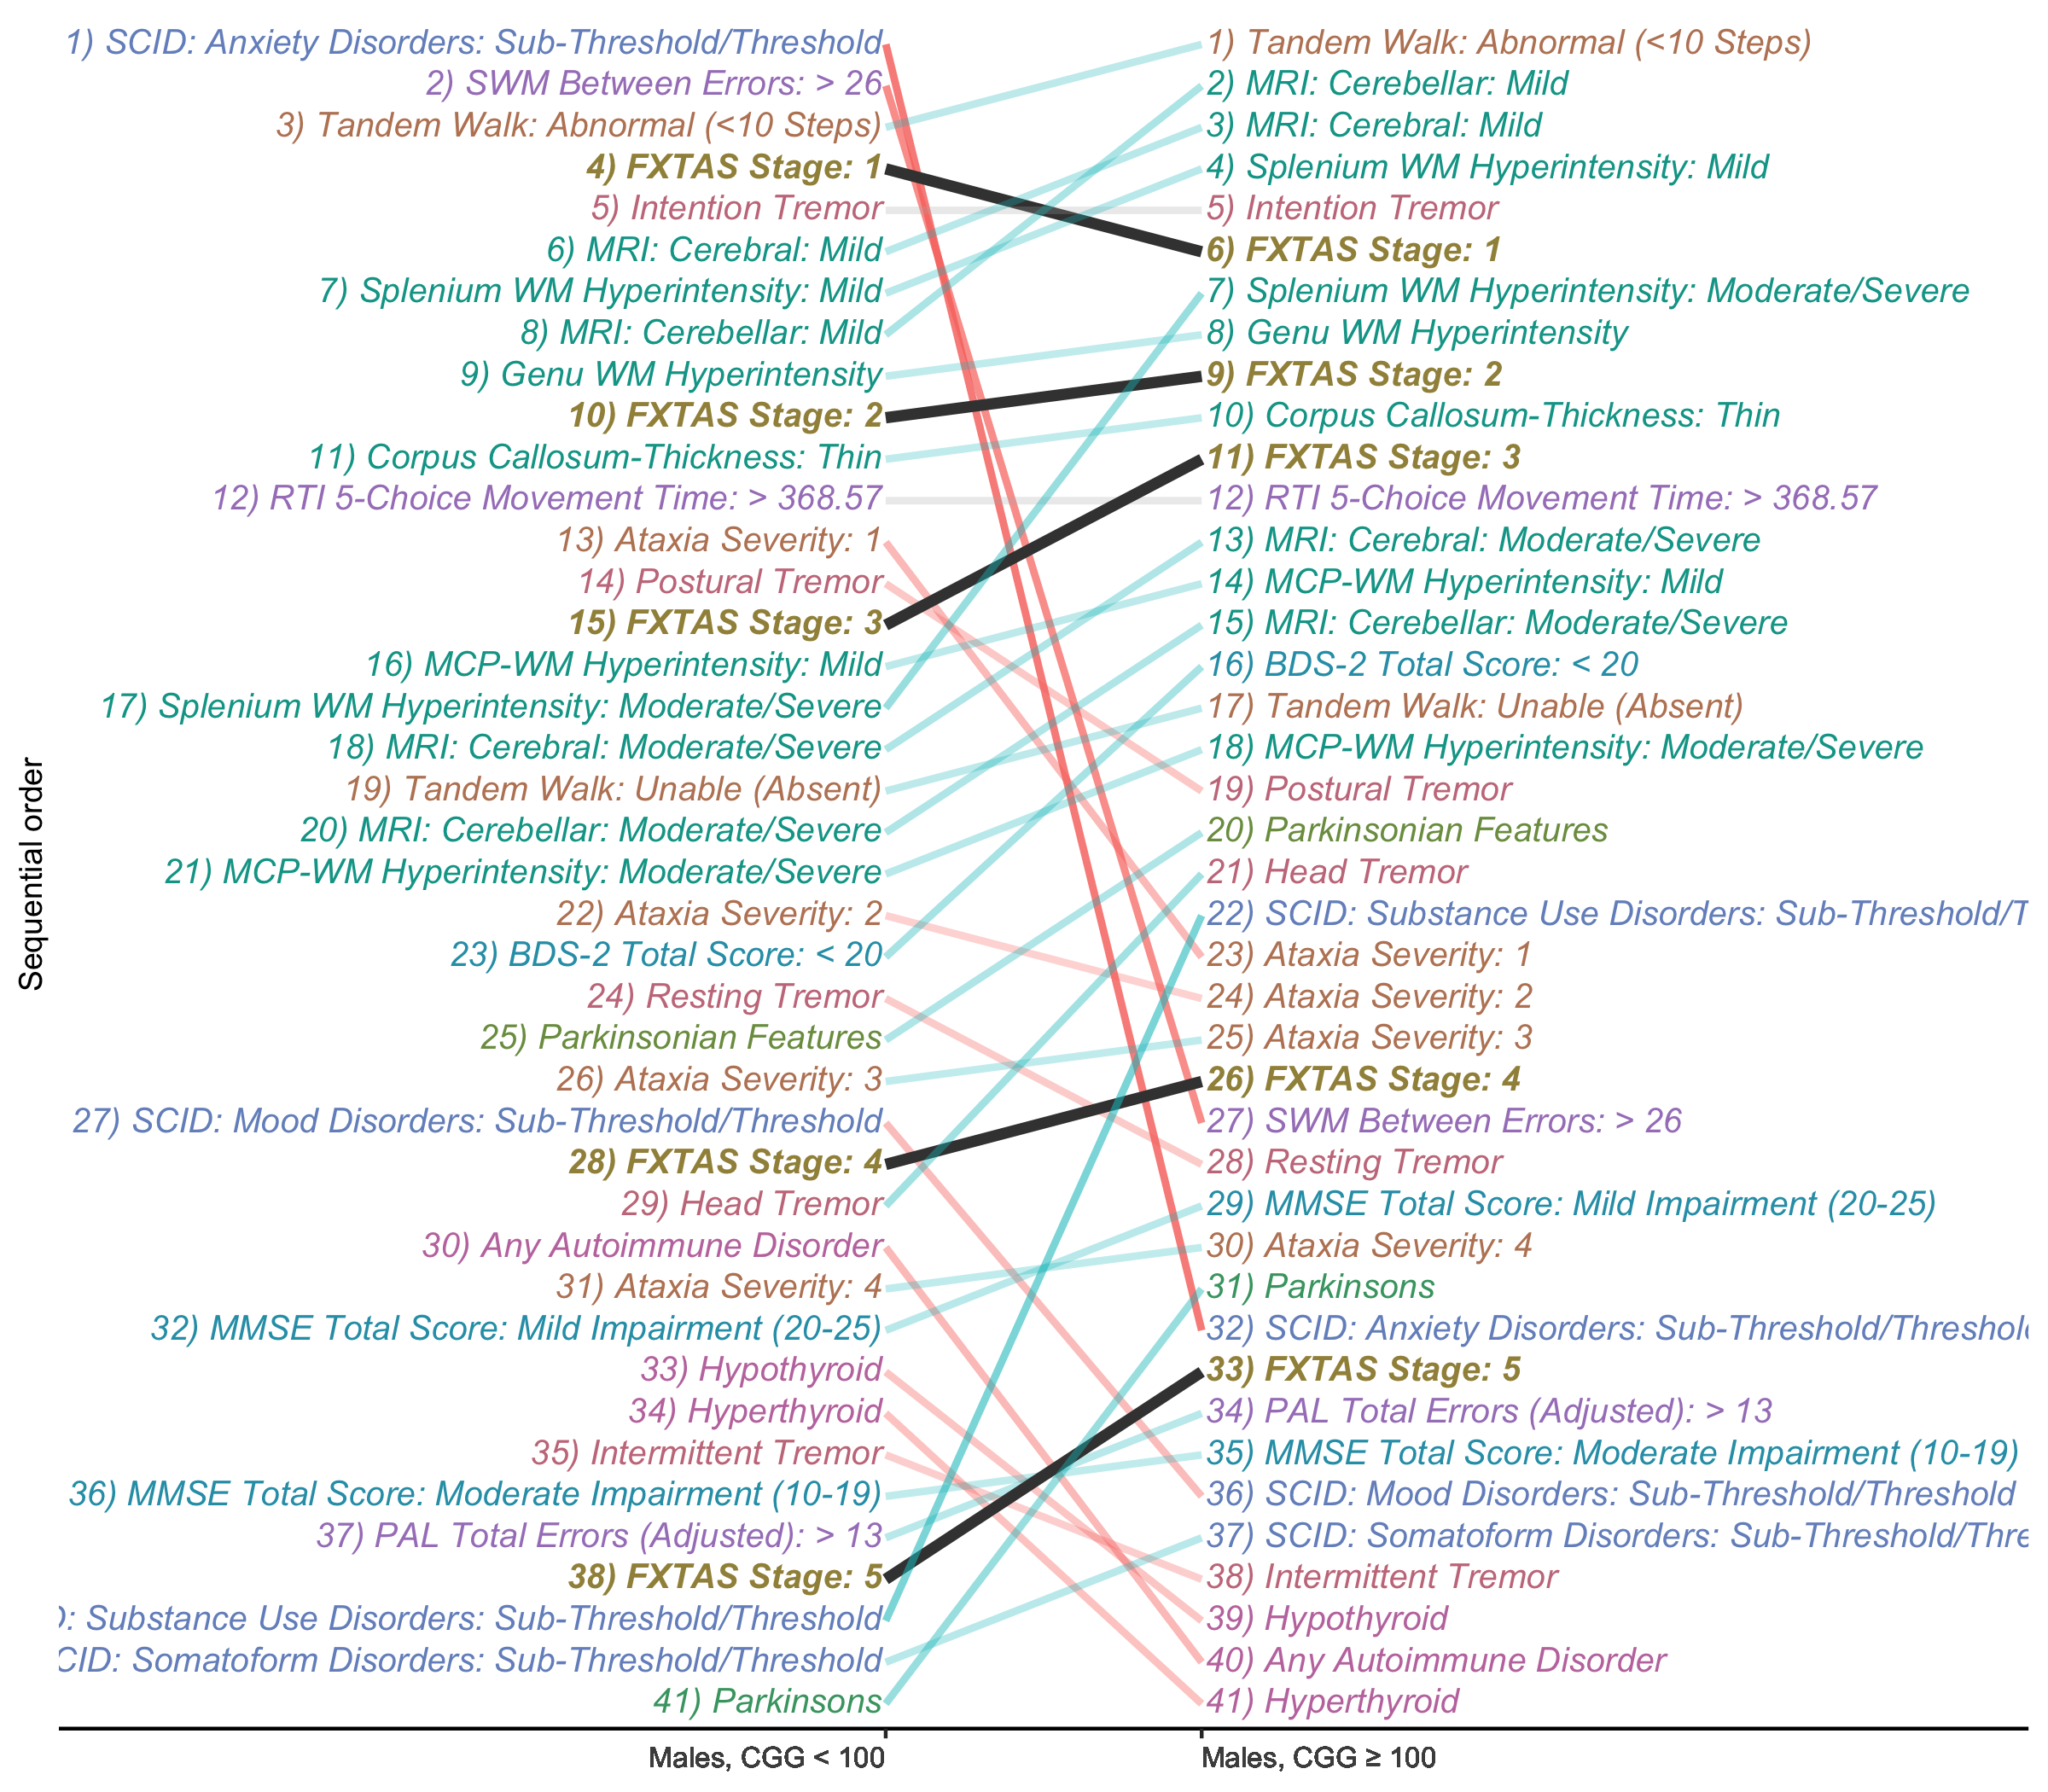 Sequential order
1) SCID: Anxiety Disorders: Sub-Threshold/Threshold
2) SWM Between Errors: > 26
3) Tandem Walk: Abnormal (<10 Steps)
4) FXTAS Stage: 1
5) Intention Tremor
6) MRI: Cerebral: Mild
7) Splenium WM Hyperintensity: Mild
8) MRI: Cerebellar: Mild
9) Genu WM Hyperintensity
10) FXTAS Stage: 2
11) Corpus Callosum-Thickness: Thin
12) RTI 5-Choice Movement Time: > 368.57
13) Ataxia Severity: 1
14) Postural Tremor
15) FXTAS Stage: 3
16) MCP-WM Hyperintensity: Mild
17) Splenium WM Hyperintensity: Moderate/Severe
18) MRI: Cerebral: Moderate/Severe
19) Tandem Walk: Unable (Absent)
20) MRI: Cerebellar: Moderate/Severe
21) MCP-WM Hyperintensity: Moderate/Severe
22) Ataxia Severity: 2
23) BDS-2 Total Score: < 20
24) Resting Tremor
25) Parkinsonian Features
26) Ataxia Severity: 3
27) SCID: Mood Disorders: Sub-Threshold/Threshold
28) FXTAS Stage: 4
29) Head Tremor
30) Any Autoimmune Disorder
31) Ataxia Severity: 4
32) MMSE Total Score: Mild Impairment (20-25)
33) Hypothyroid
34) Hyperthyroid
35) Intermittent Tremor
36) MMSE Total Score: Moderate Impairment (10-19)
37) PAL Total Errors (Adjusted): > 13
38) FXTAS Stage: 5
D: Substance Use Disorders: Sub-Threshold/Threshold
CID: Somatoform Disorders: Sub-Threshold/Threshold
41) Parkinsons
1) Tandem Walk: Abnormal (<10 Steps)
2) MRI: Cerebellar: Mild
3) MRI: Cerebral: Mild
4) Splenium WM Hyperintensity: Mild
5) Intention Tremor
6) FXTAS Stage: 1
7) Splenium WM Hyperintensity: Moderate/Severe
8) Genu WM Hyperintensity
9) FXTAS Stage: 2
10) Corpus Callosum-Thickness: Thin
11) FXTAS Stage: 3
12) RTI 5-Choice Movement Time: > 368.57
13) MRI: Cerebral: Moderate/Severe
14) MCP-WM Hyperintensity: Mild
15) MRI: Cerebellar: Moderate/Severe
16) BDS-2 Total Score: < 20
17) Tandem Walk: Unable (Absent)
18) MCP-WM Hyperintensity: Moderate/Severe
19) Postural Tremor
20) Parkinsonian Features
21) Head Tremor
22) SCID: Substance Use Disorders: Sub-Threshold/T
23) Ataxia Severity: 1
24) Ataxia Severity: 2
25) Ataxia Severity: 3
26) FXTAS Stage: 4
27) SWM Between Errors: > 26
28) Resting Tremor
29) MMSE Total Score: Mild Impairment (20-25)
30) Ataxia Severity: 4
31) Parkinsons
32) SCID: Anxiety Disorders: Sub-Threshold/Threshol
33) FXTAS Stage: 5
34) PAL Total Errors (Adjusted): > 13
35) MMSE Total Score: Moderate Impairment (10-19)
36) SCID: Mood Disorders: Sub-Threshold/Threshold
37) SCID: Somatoform Disorders: Sub-Threshold/Thre
38) Intermittent Tremor
39) Hypothyroid
40) Any Autoimmune Disorder
41) Hyperthyroid
Males, CGG < 100
Males, CGG ≥ 100